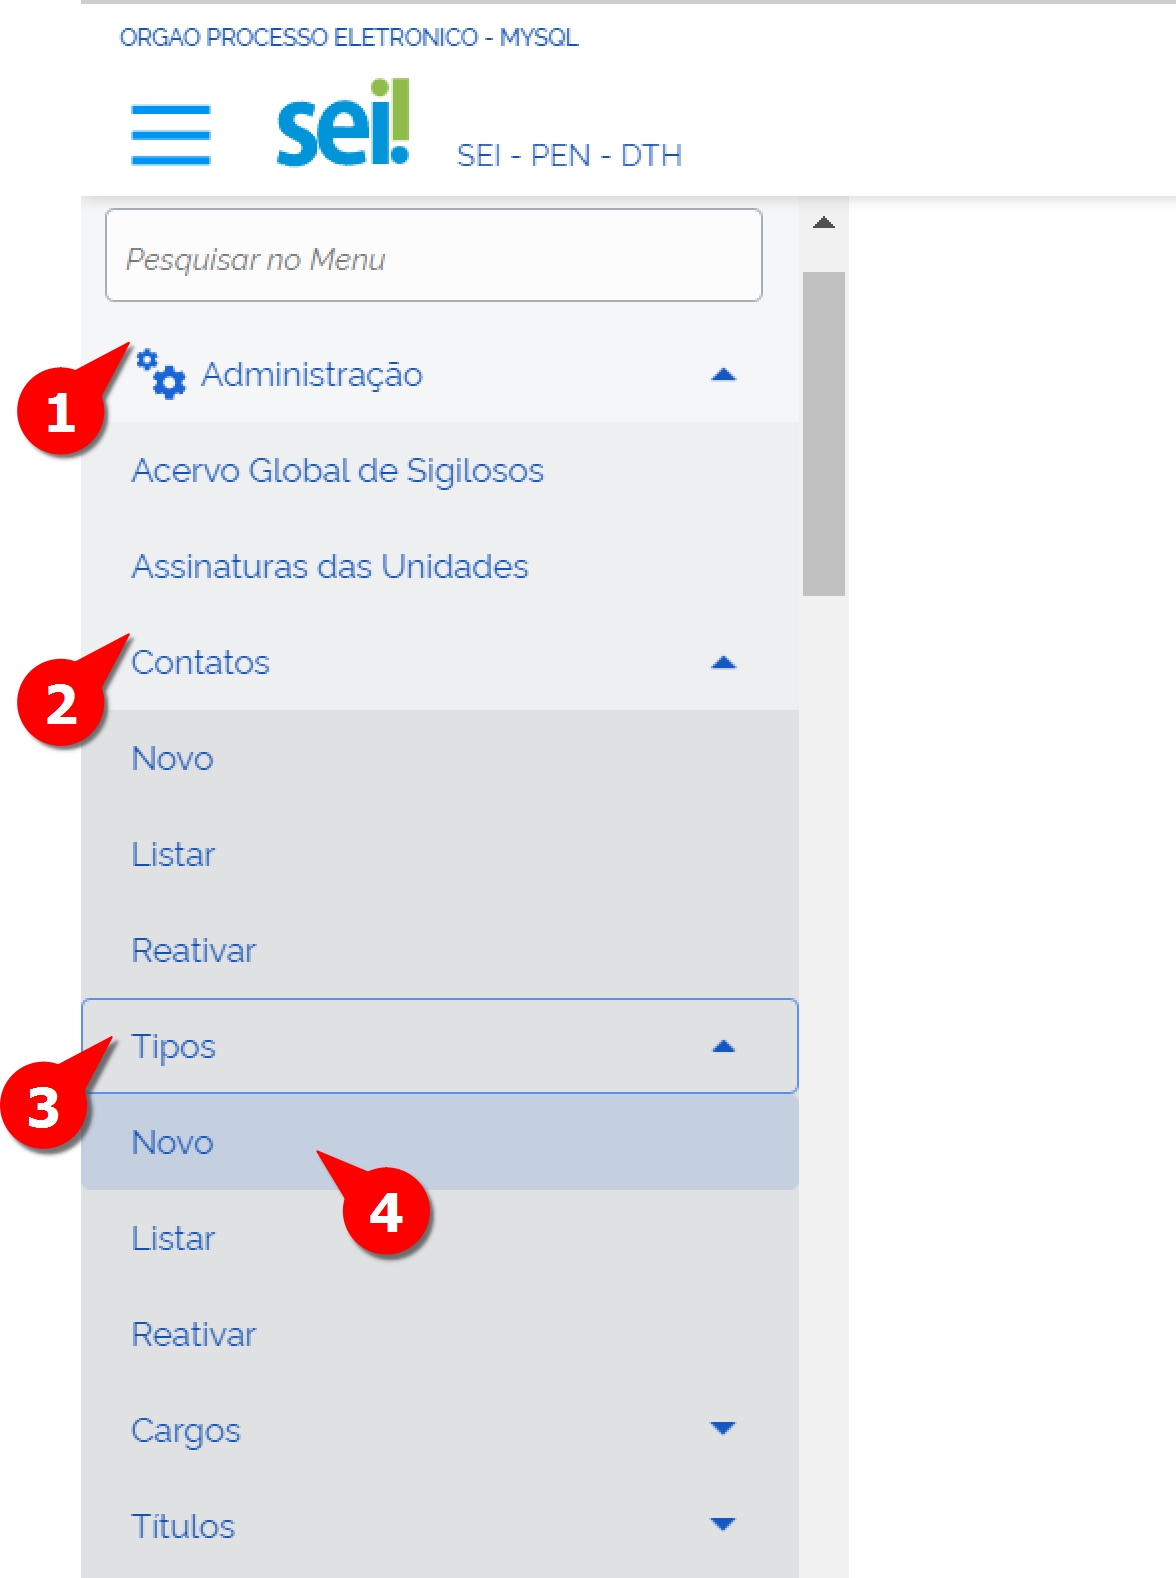 ORGAO PROCESSO ELETRONICO - MYSQL
sei!
SEI - PEN - DTH
Pesquisar no Menu
1
Administração
Acervo Global de Sigilosos
Assinaturas das Unidades
2
Contatos
Novo
Listar
Reativar
3
Tipos
Novo
4
Listar
Reativar
Cargos
Títulos